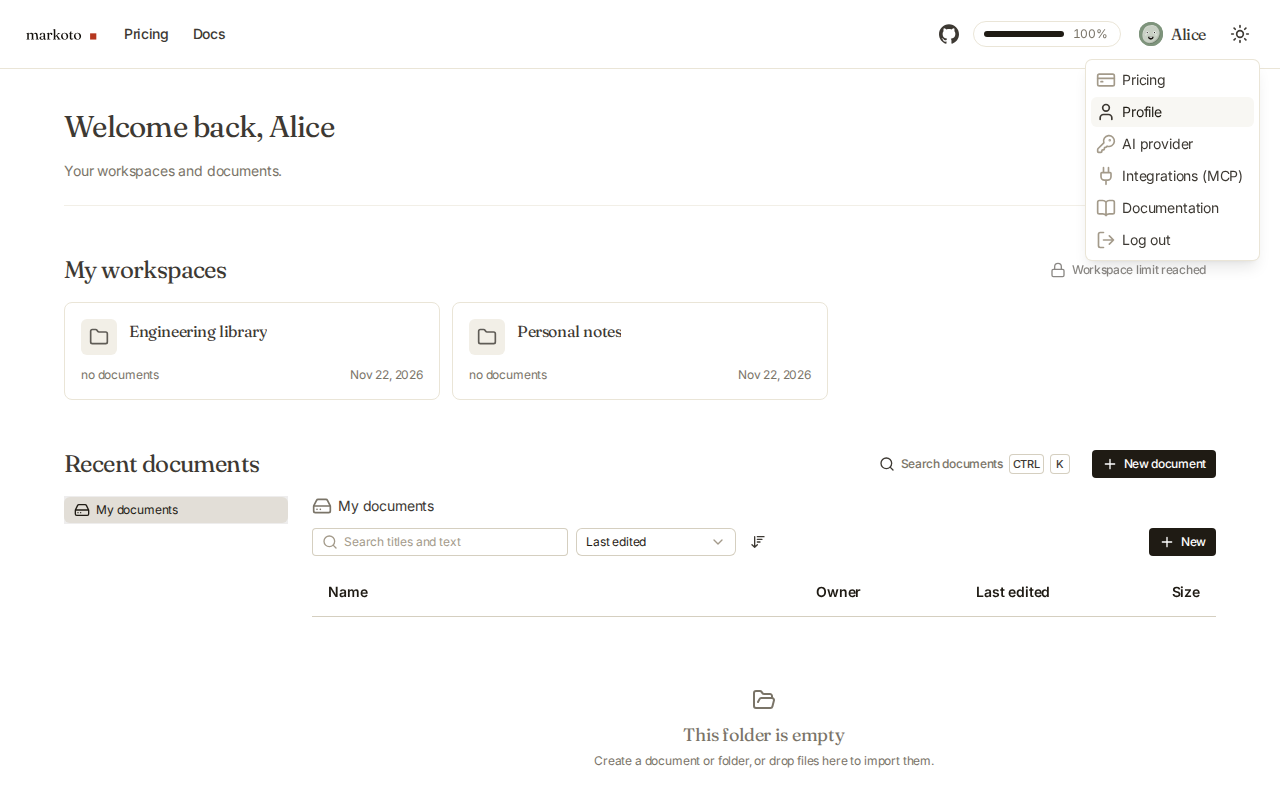 markoto
Pricing
Docs
100%
Alice
Pricing
Profile
AI provider
Integrations (MCP)
Documentation
Log out
Welcome back, Alice
Your workspaces and documents.
My workspaces
Workspace limit reached
Engineering library
no documents
Nov 22, 2026
Personal notes
no documents
Nov 22, 2026
Recent documents
Search documents
CTRL
K
New document
My documents
My documents
Search titles and text
Last edited
New
Name
Owner
Last edited
Size
This folder is empty
Create a document or folder, or drop files here to import them.